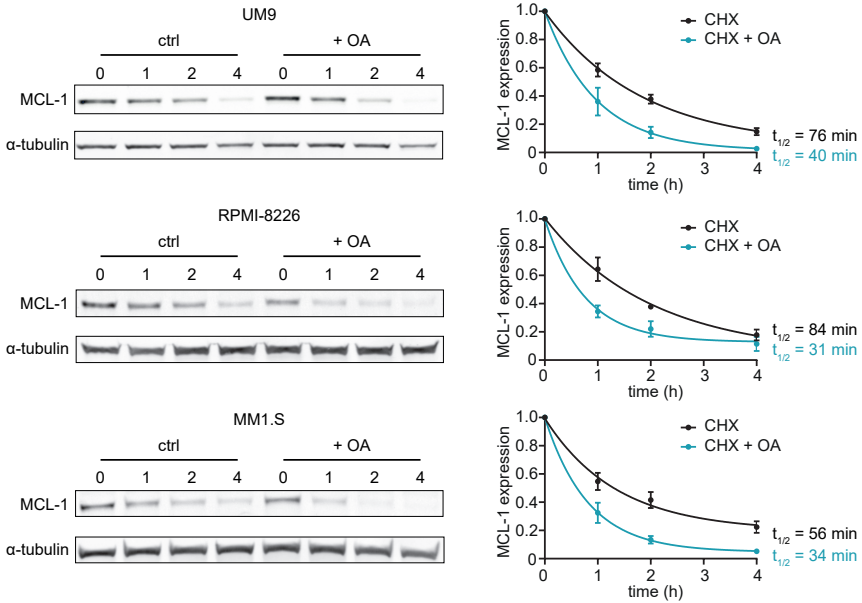 UM9
ctrl + OA
0 1 2 4 0 1 2 4
MCL-1
α-tubulin
1.0
0.8
0.6
0.4
0.2
0
MCL-1 expression
CHX
CHX + OA
t1/2 = 76 min
t1/2 = 40 min
0 1 2 3 4
time (h)
RPMI-8226
ctrl + OA
0 1 2 4 0 1 2 4
MCL-1
α-tubulin
1.0
0.8
0.6
0.4
0.2
0
MCL-1 expression
CHX
CHX + OA
t1/2 = 84 min
t1/2 = 31 min
0 1 2 3 4
time (h)
MM1.S
ctrl + OA
0 1 2 4 0 1 2 4
MCL-1
α-tubulin
1.0
0.8
0.6
0.4
0.2
0
MCL-1 expression
CHX
CHX + OA
t1/2 = 56 min
t1/2 = 34 min
0 1 2 3 4
time (h)